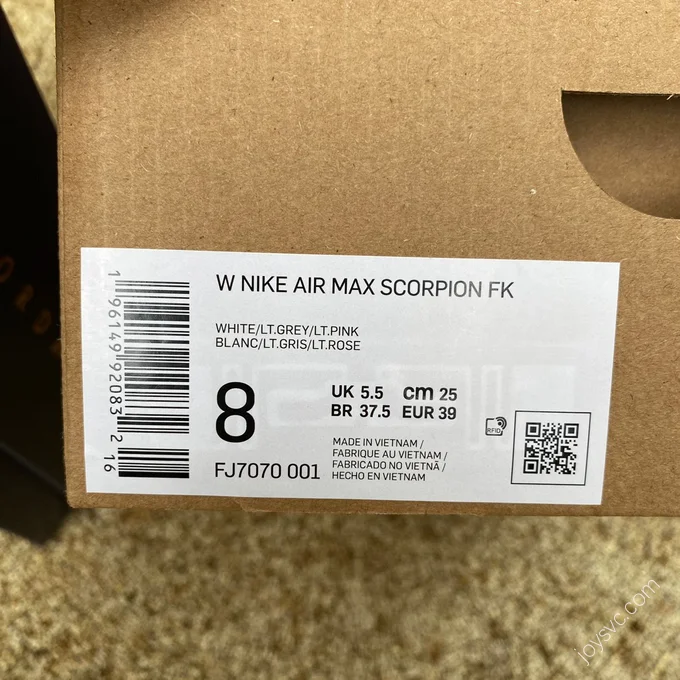 W NIKE AIR MAX SCORPION FK
WHITE/LT.GREY/LT.PINK
BLANC/LT.GRIS/LT.ROSE
8
UK 5.5 cm 25
BR 37.5 EUR 39
FJ7070 001
MADE IN VIETNAM /
FABRIQUE AU VIETNAM /
FABRICADO NO VIETNÃ /
HECHO EN VIETNAM
RFID
1 96149 92083 2 16
ORDA
joysvc.com